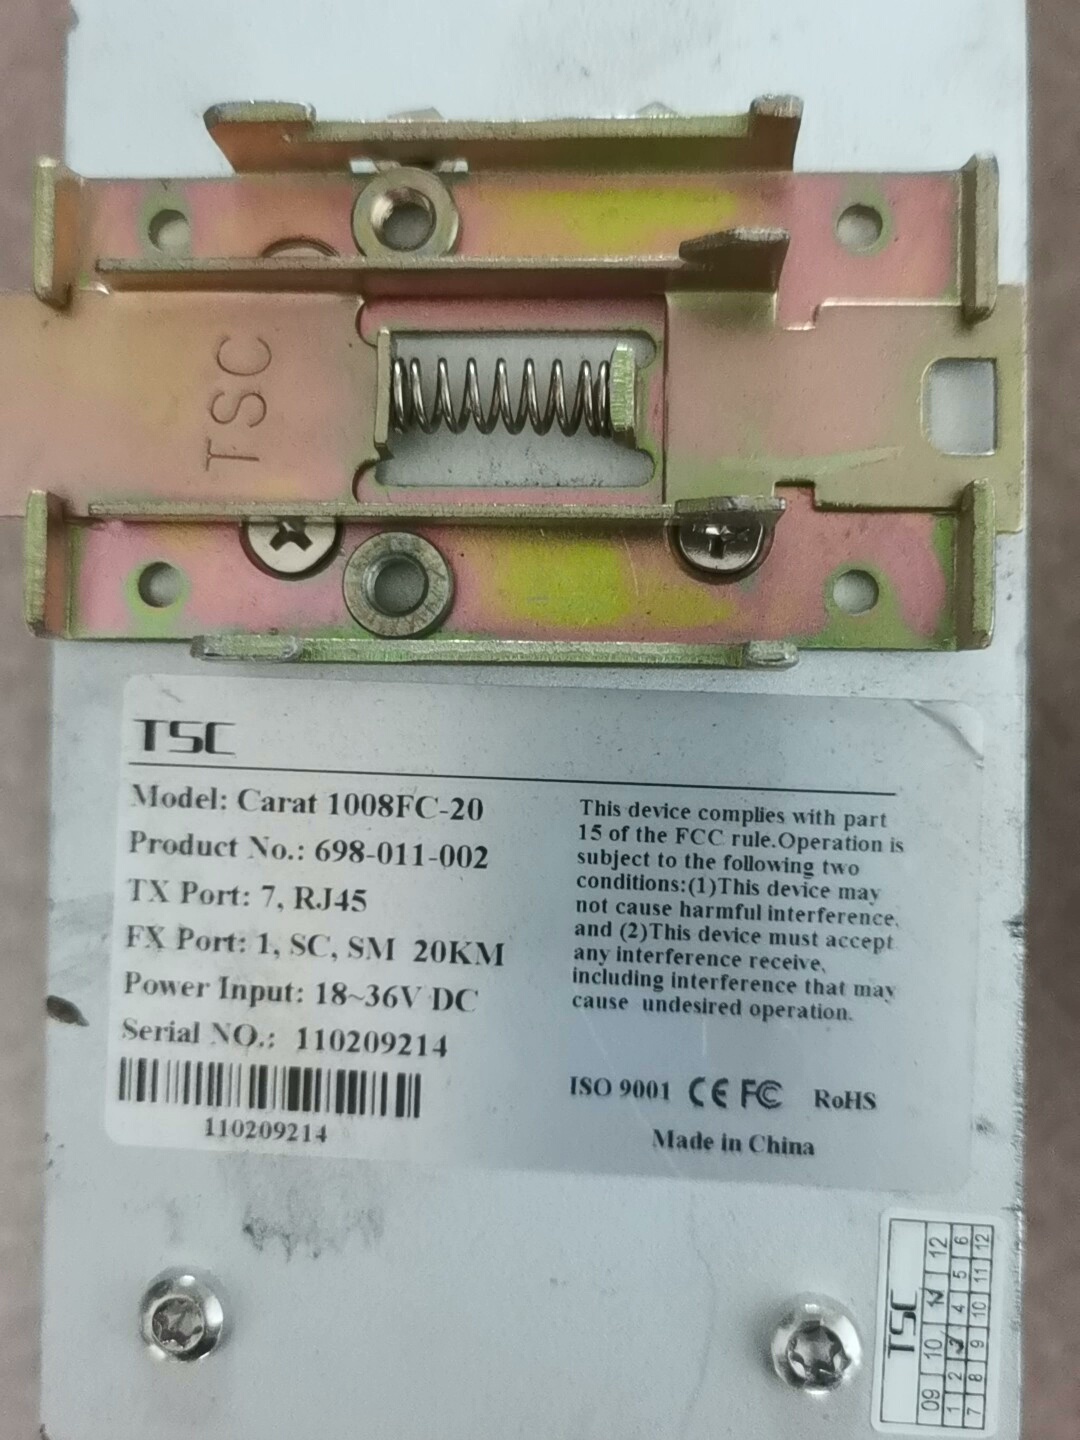 TSC
TSC
Model: Carat 1008FC-20
Product No.: 698-011-002
TX Port: 7, RJ45
FX Port: 1, SC, SM 20KM
Power Input: 18~36V DC
Serial NO.: 110209214
110209214
This device complies with part
15 of the FCC rule.Operation is
subject to the following two
conditions:(1)This device may
not cause harmful interference,
and (2)This device must accept
any interference receive,
including interference that may
cause undesired operation.
ISO 9001 CE FC RoHS
Made in China
TSC
09 10 11 12
1 2 3 4 5 6
7 8 9 10 11 12